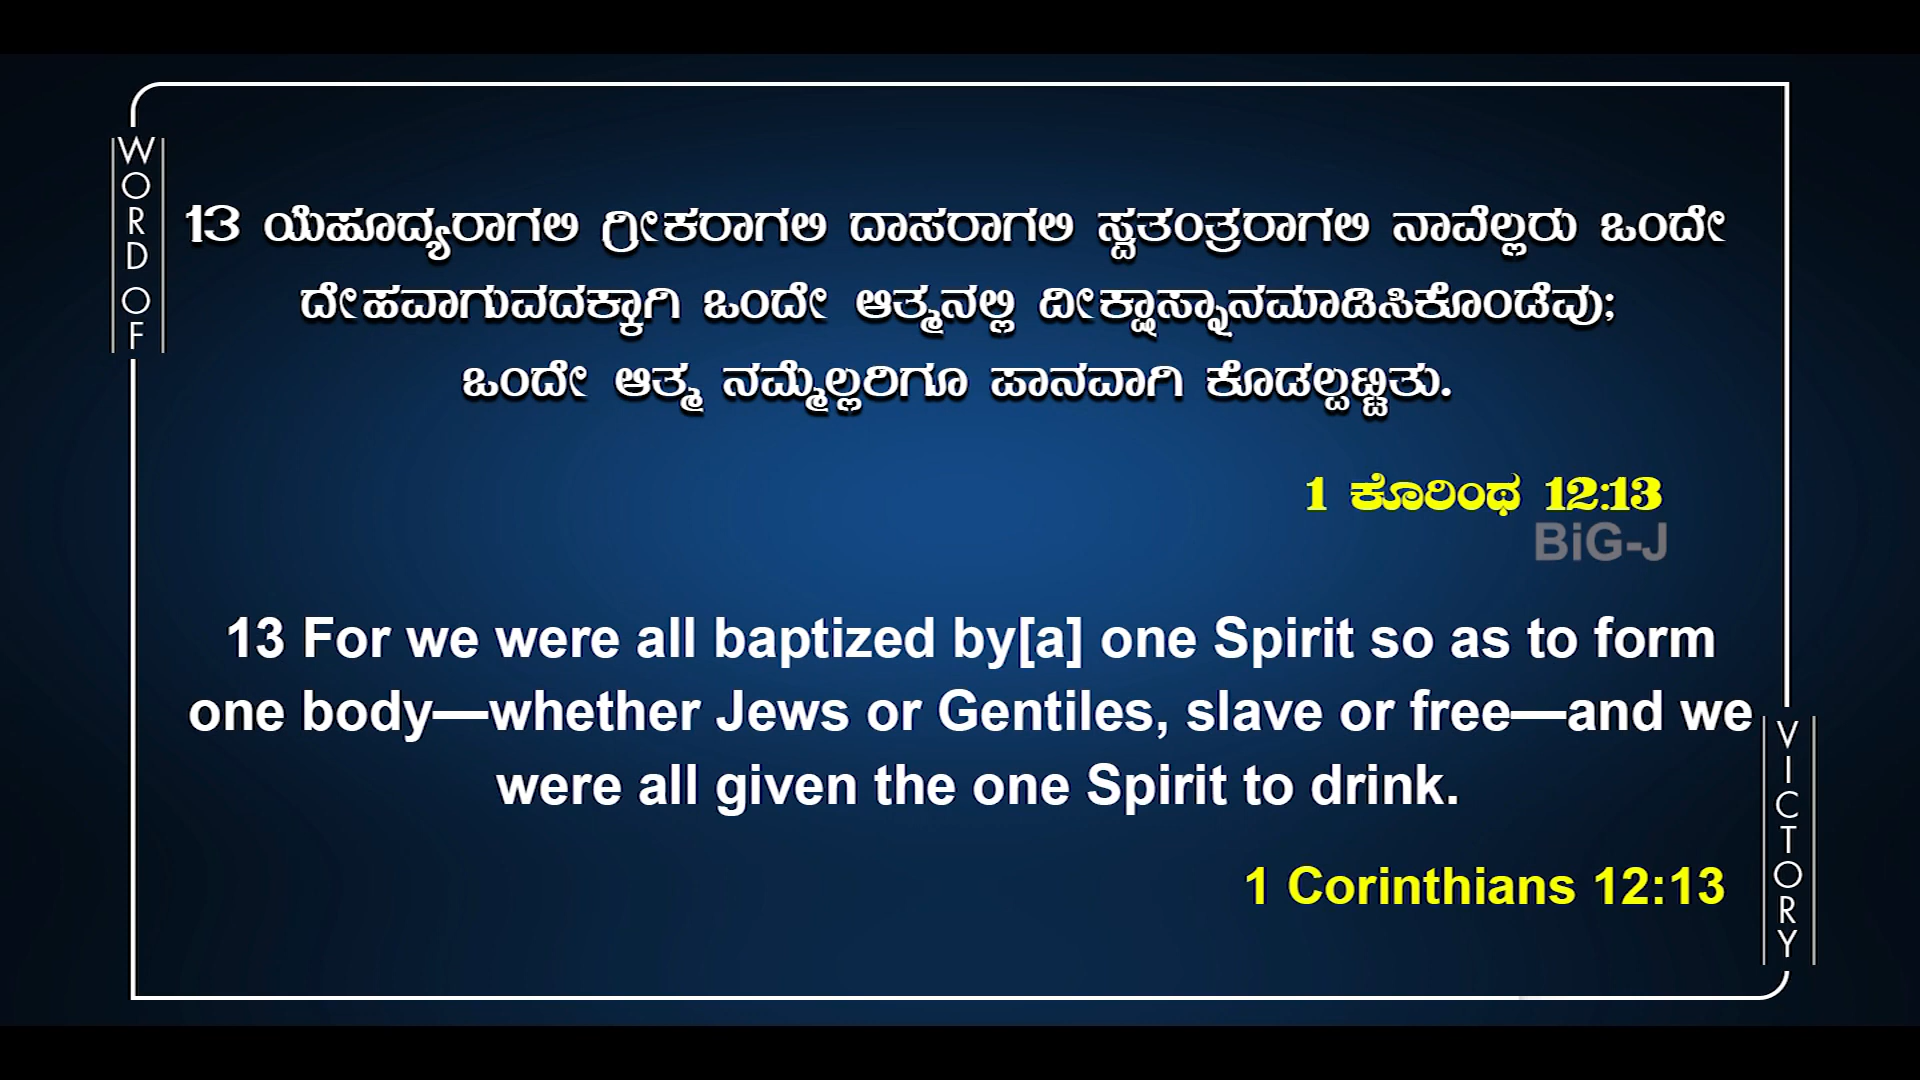 WORD OF
13 ಯೆಹೂದ್ಯರಾಗಲಿ ಗ್ರೀಕರಾಗಲಿ ದಾಸರಾಗಲಿ ಸ್ವತಂತ್ರರಾಗಲಿ ನಾವೆಲ್ಲರು ಒಂದೇ
ದೇಹವಾಗುವದಕ್ಕಾಗಿ ಒಂದೇ ಆತ್ಮನಲ್ಲಿ ದೀಕ್ಷಾಸ್ನಾನಮಾಡಿಸಿಕೊಂಡೆವು;
ಒಂದೇ ಆತ್ಮ ನಮ್ಮೆಲ್ಲರಿಗೂ ಪಾನವಾಗಿ ಕೊಡಲ್ಪಟ್ಟಿತು.
1 ಕೊರಿಂಥ 12:13
BiG-J
13 For we were all baptized by[a] one Spirit so as to form
one body—whether Jews or Gentiles, slave or free—and we
were all given the one Spirit to drink.
1 Corinthians 12:13
VICTORY